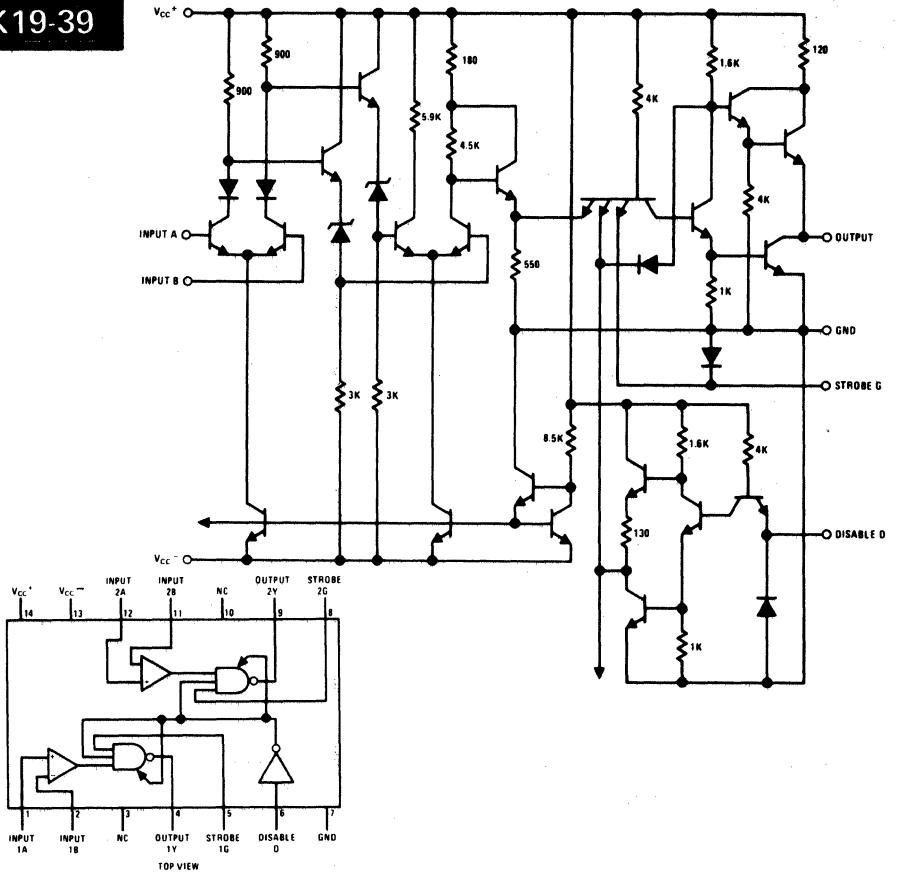 K19-39
VCC+
900
900
180
5.9K
4.5K
4K
1.6K
120
4K
INPUT A
INPUT B
550
1K
OUTPUT
GND
STROBE G
3K
3K
8.5K
1.6K
4K
130
1K
DISABLE D
VCC−
VCC+ VCC− INPUT 2A INPUT 2B NC OUTPUT 2Y STROBE 2G
14 13 12 11 10 9 8
+
-
+
-
1 2 3 4 5 6 7
INPUT 1A INPUT 1B NC OUTPUT 1Y STROBE 1G DISABLE D GND
TOP VIEW